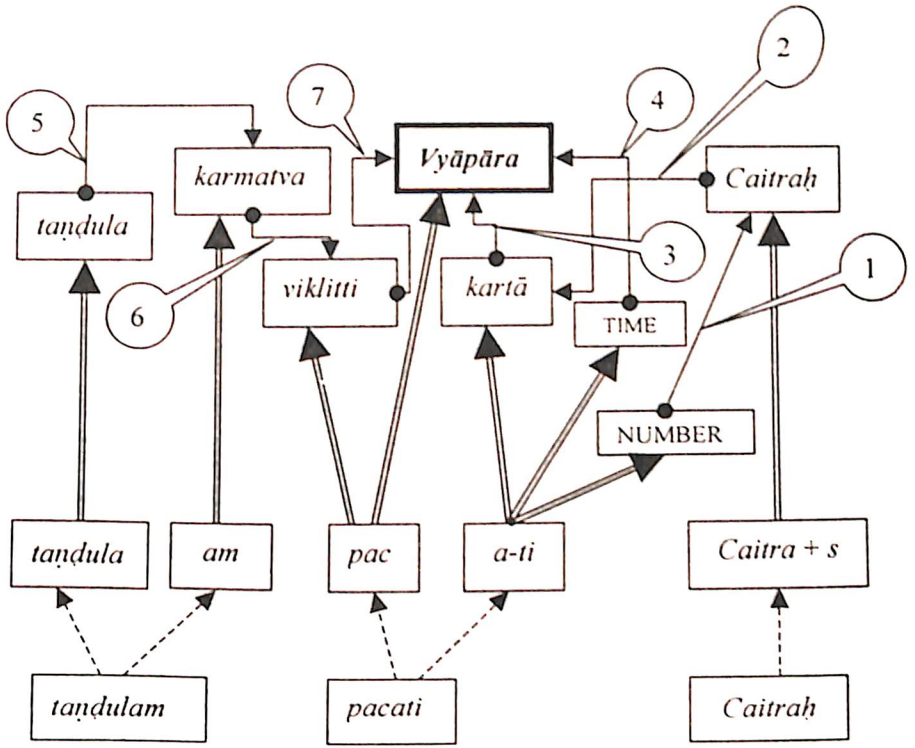 2
7
4
5
Vyāpāra
karmatva
Caitraḥ
taṇḍula
3
1
viklitti
kartā
6
TIME
NUMBER
taṇḍula
am
pac
a-ti
Caitra + s
taṇḍulam
pacati
Caitraḥ